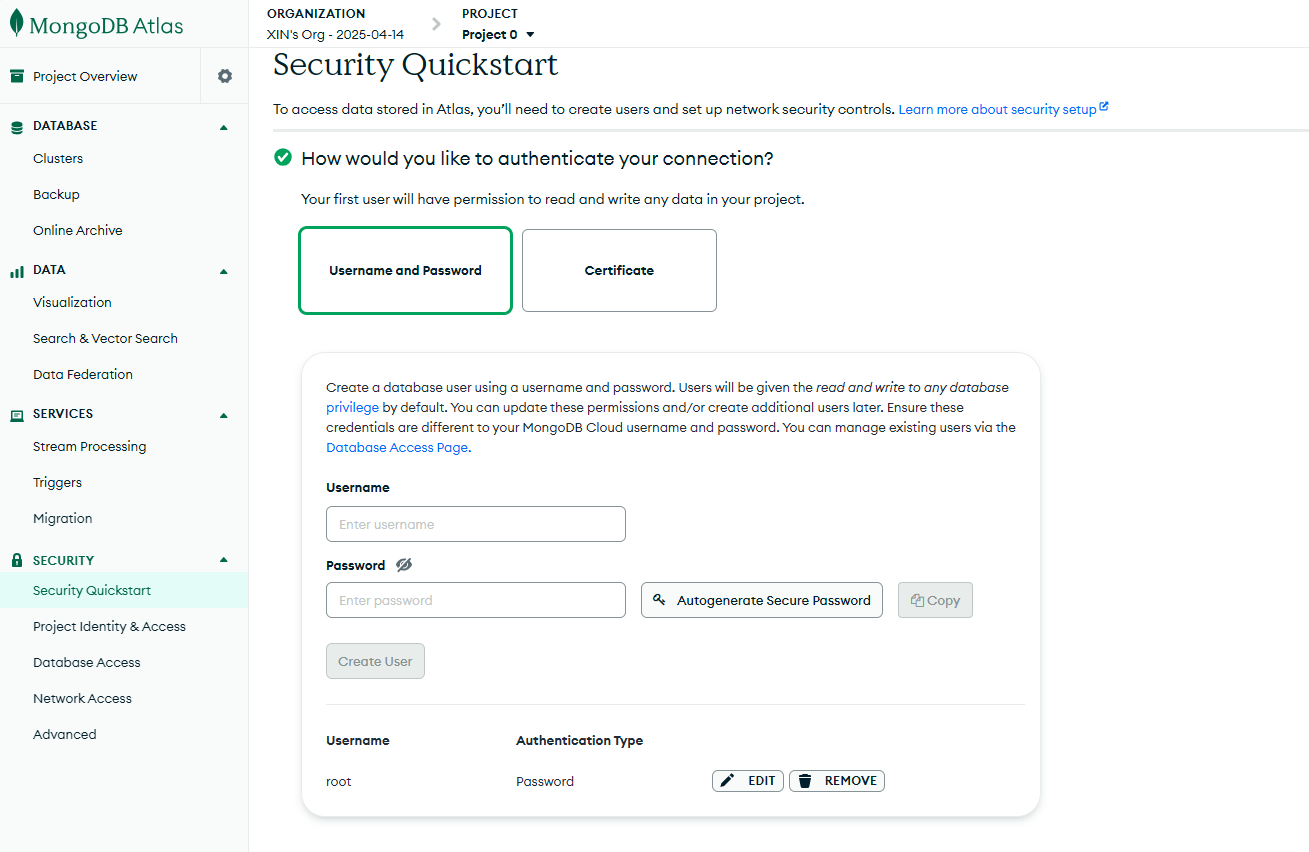 MongoDB Atlas
ORGANIZATION
XIN's Org - 2025-04-14
PROJECT
Project 0
Project Overview
DATABASE
Clusters
Backup
Online Archive
DATA
Visualization
Search & Vector Search
Data Federation
SERVICES
Stream Processing
Triggers
Migration
SECURITY
Security Quickstart
Project Identity & Access
Database Access
Network Access
Advanced
Security Quickstart
To access data stored in Atlas, you'll need to create users and set up network security controls. Learn more about security setup
How would you like to authenticate your connection?
Your first user will have permission to read and write any data in your project.
Username and Password
Certificate
Create a database user using a username and password. Users will be given the read and write to any database
privilege by default. You can update these permissions and/or create additional users later. Ensure these
credentials are different to your MongoDB Cloud username and password. You can manage existing users via the
Database Access Page.
Username
Enter username
Password
Enter password
Autogenerate Secure Password
Copy
Create User
Username Authentication Type
root Password EDIT REMOVE